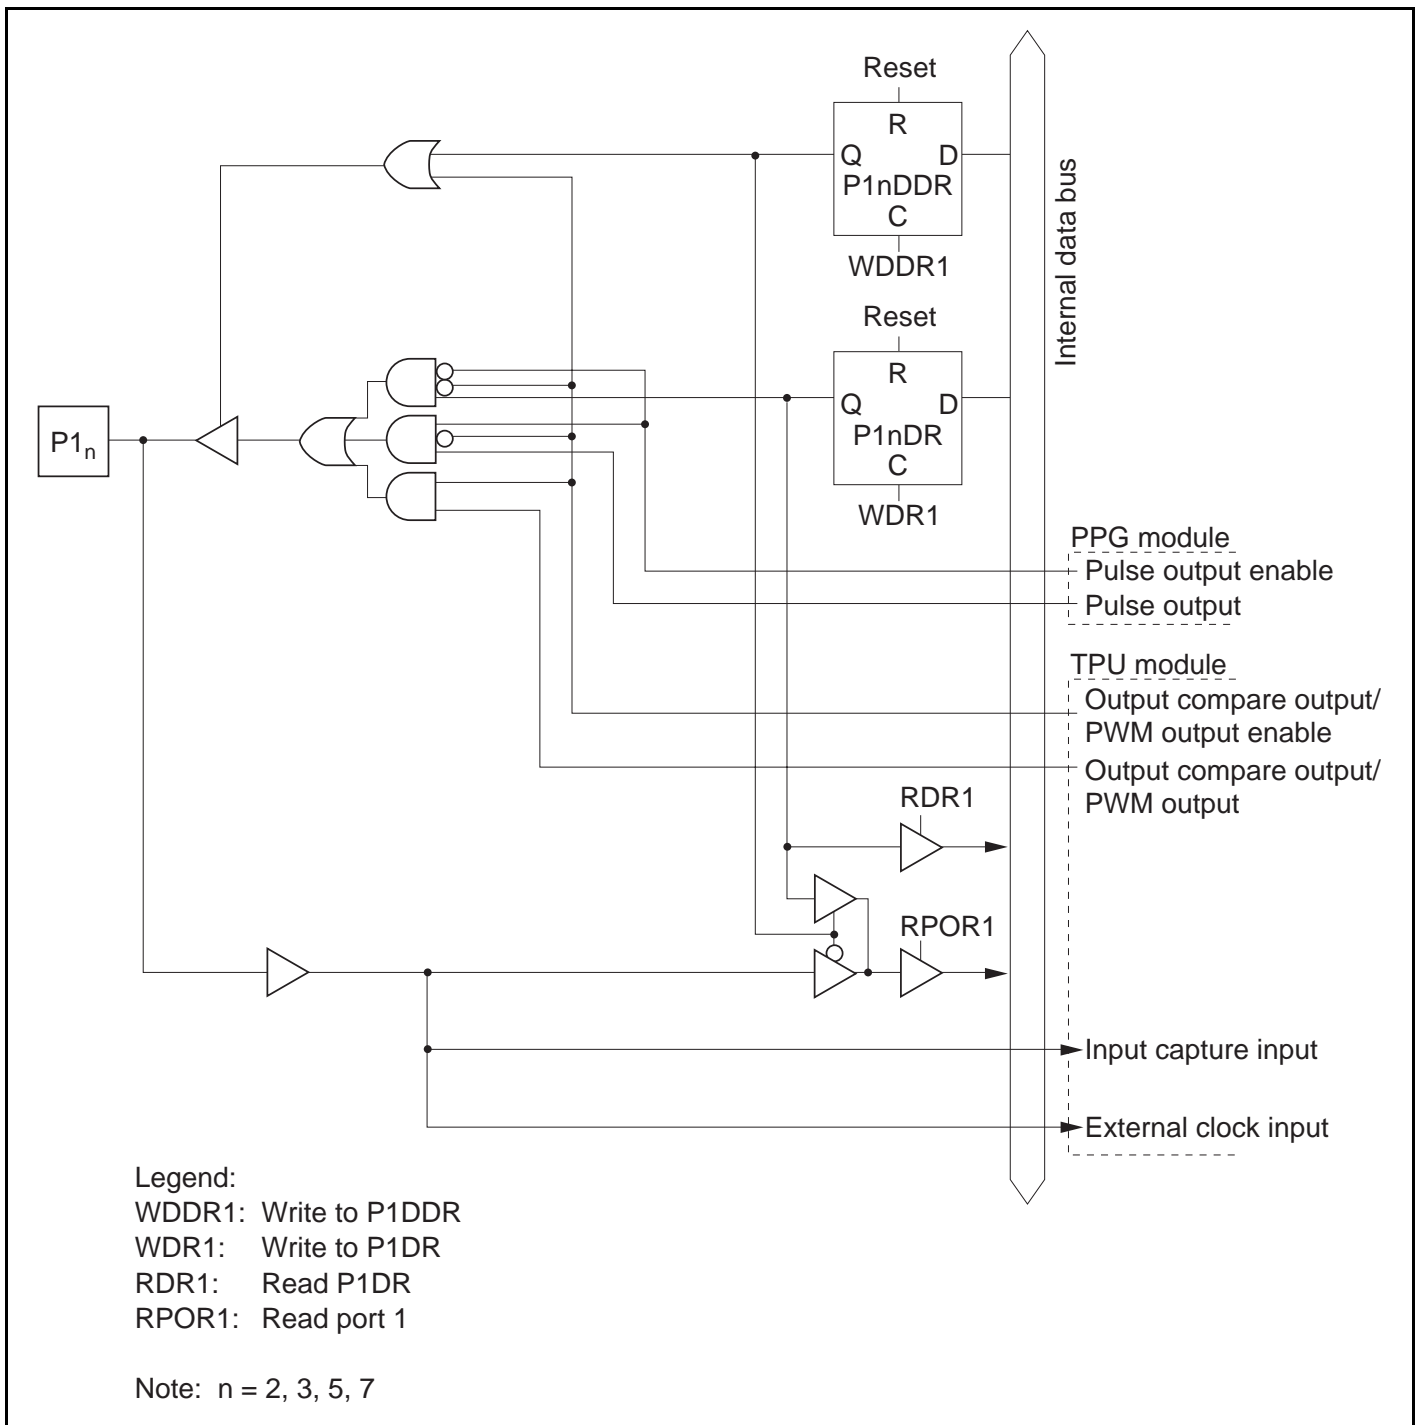 Reset
R
Q D
P1nDDR
C
WDDR1
Internal data bus
Reset
R
Q D
P1nDR
C
WDR1
P1n
PPG module
Pulse output enable
Pulse output
TPU module
Output compare output/
PWM output enable
Output compare output/
PWM output
RDR1
RPOR1
Input capture input
External clock input
Legend:
WDDR1: Write to P1DDR
WDR1: Write to P1DR
RDR1: Read P1DR
RPOR1: Read port 1
Note: n = 2, 3, 5, 7